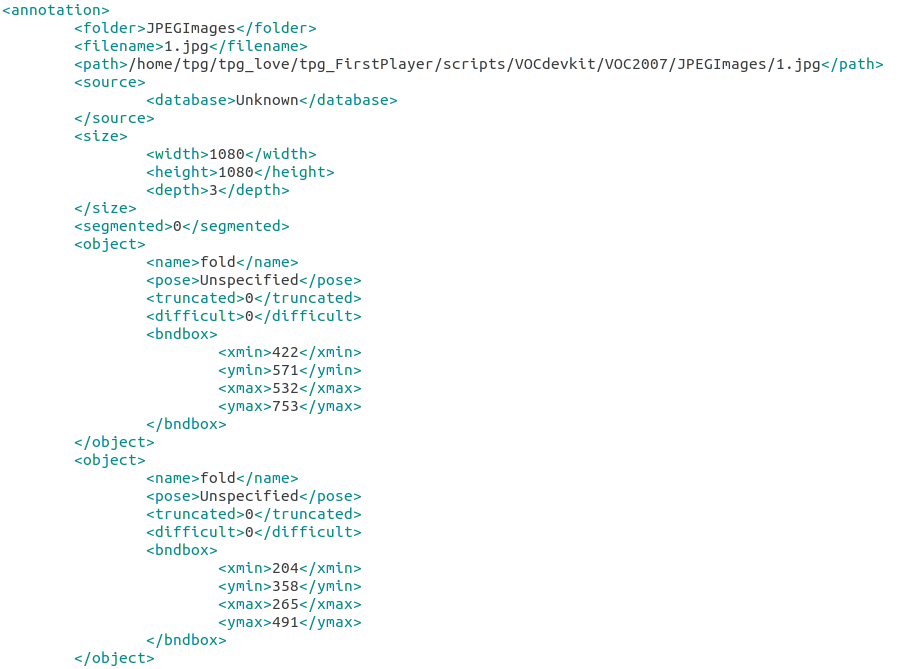 <annotation>
<folder>JPEGImages</folder>
<filename>1.jpg</filename>
<path>/home/tpg/tpg_love/tpg_FirstPlayer/scripts/VOCdevkit/VOC2007/JPEGImages/1.jpg</path>
<source>
<database>Unknown</database>
</source>
<size>
<width>1080</width>
<height>1080</height>
<depth>3</depth>
</size>
<segmented>0</segmented>
<object>
<name>fold</name>
<pose>Unspecified</pose>
<truncated>0</truncated>
<difficult>0</difficult>
<bndbox>
<xmin>422</xmin>
<ymin>571</ymin>
<xmax>532</xmax>
<ymax>753</ymax>
</bndbox>
</object>
<object>
<name>fold</name>
<pose>Unspecified</pose>
<truncated>0</truncated>
<difficult>0</difficult>
<bndbox>
<xmin>204</xmin>
<ymin>358</ymin>
<xmax>265</xmax>
<ymax>491</ymax>
</bndbox>
</object>